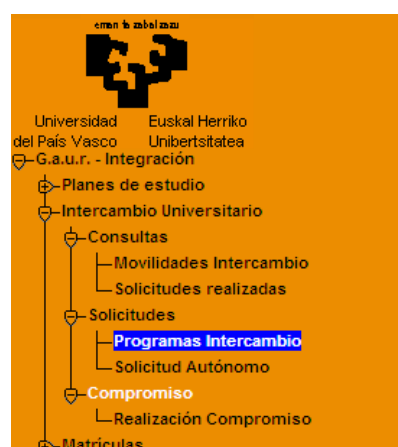 eman ta zabal zazu
Universidad Euskal Herriko
del País Vasco Unibertsitatea
G.a.u.r. - Integración
Planes de estudio
Intercambio Universitario
Consultas
Movilidades Intercambio
Solicitudes realizadas
Solicitudes
Programas Intercambio
Solicitud Autónomo
Compromiso
Realización Compromiso
Matrículas